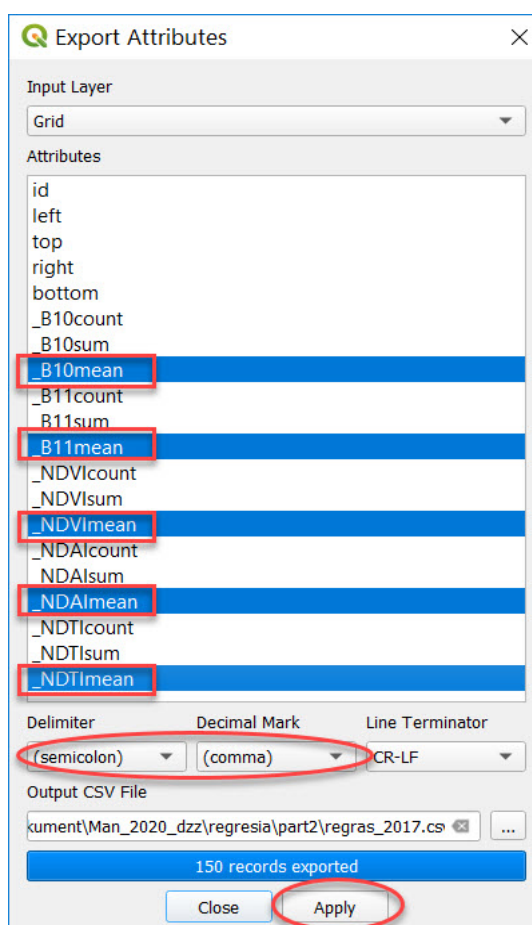 Export Attributes
Input Layer
Grid
Attributes
id
left
top
right
bottom
_B10count
_B10sum
_B10mean
_B11count
_B11sum
_B11mean
_NDVIcount
_NDVIsum
_NDVImean
_NDAIcount
_NDAIsum
_NDAImean
_NDTIcount
_NDTIsum
_NDTImean
Delimiter Decimal Mark Line Terminator
(semicolon) (comma) CR-LF
Output CSV File
kument\Man_2020_dzz\regresia\part2\regras_2017.csv ...
150 records exported
Close Apply